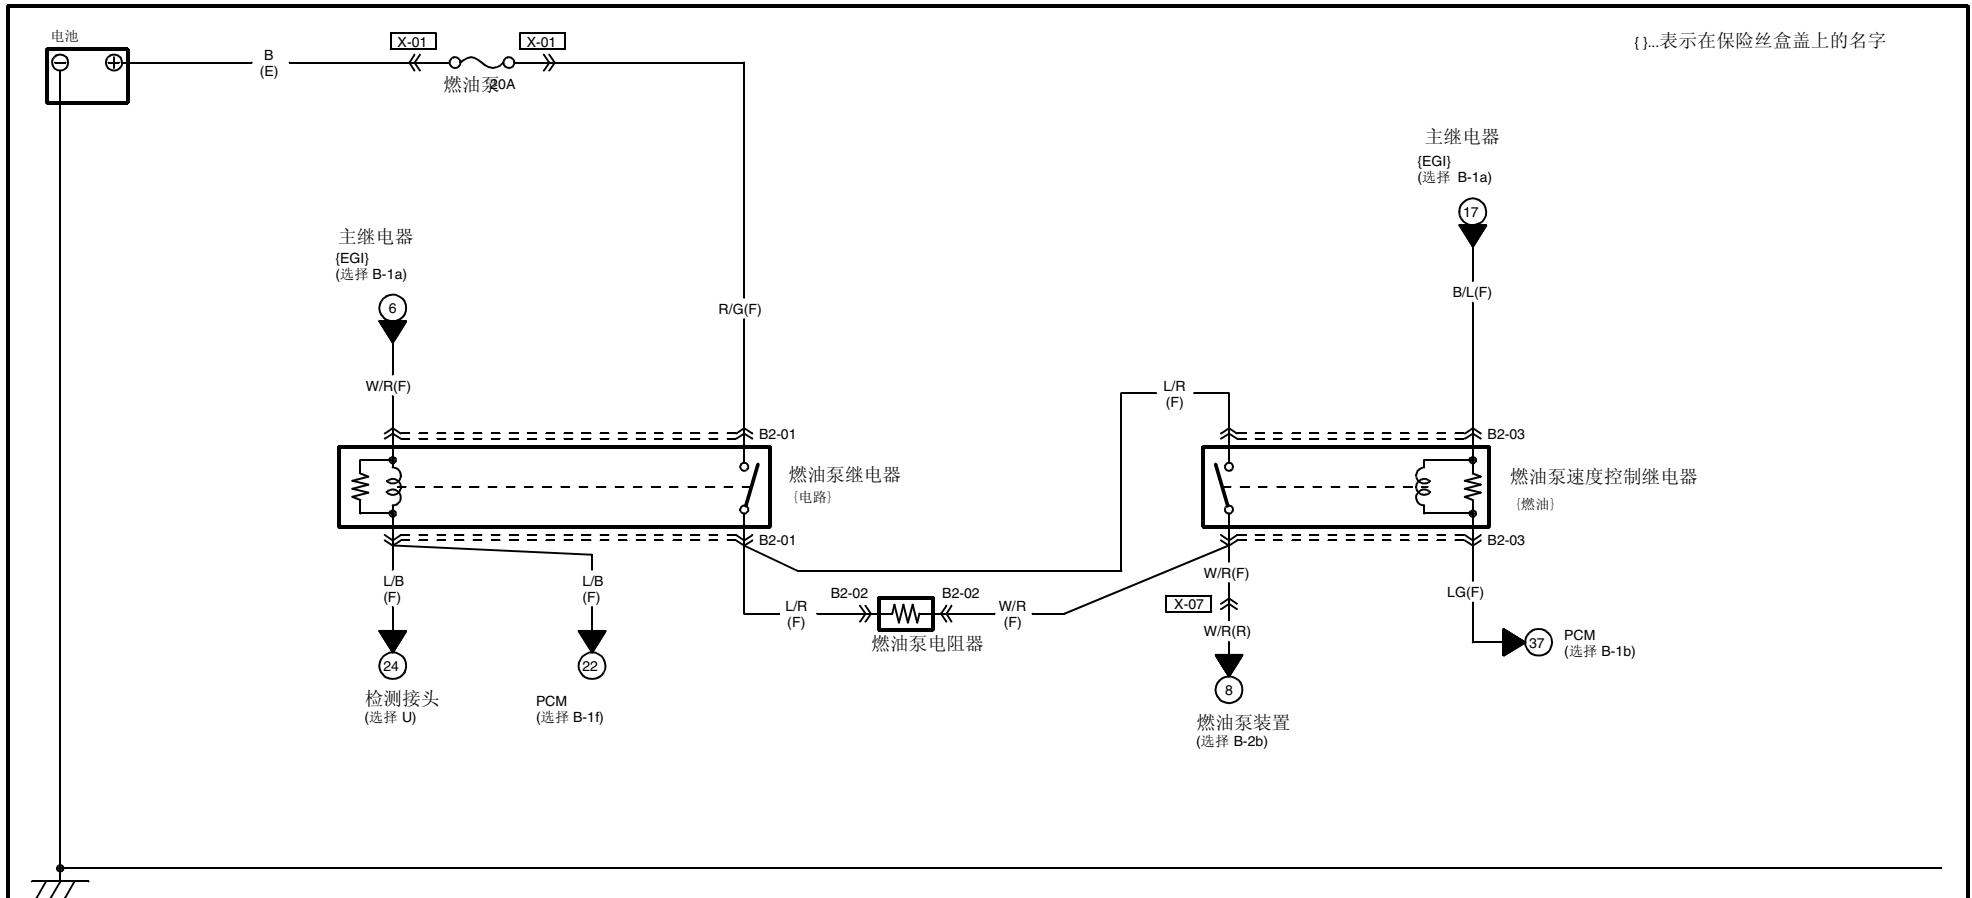 电池
X-01
X-01
{ }...表示在保险丝盒盖上的名字
B
(E)
燃油泵20A
主继电器
{EGI}
(选择 B-1a)
17
主继电器
{EGI}
(选择 B-1a)
6
R/G(F)
B/L(F)
W/R(F)
L/R
(F)
B2-01
B2-03
燃油泵继电器
{电路}
燃油泵速度控制继电器
{燃油}
B2-01
B2-03
L/B
(F)
L/B
(F)
W/R(F)
LG(F)
B2-02
B2-02
L/R
(F)
W/R
(F)
X-07
燃油泵电阻器
W/R(R)
37
PCM
(选择 B-1b)
24
22
8
检测接头
(选择 U)
PCM
(选择 B-1f)
燃油泵装置
(选择 B-2b)